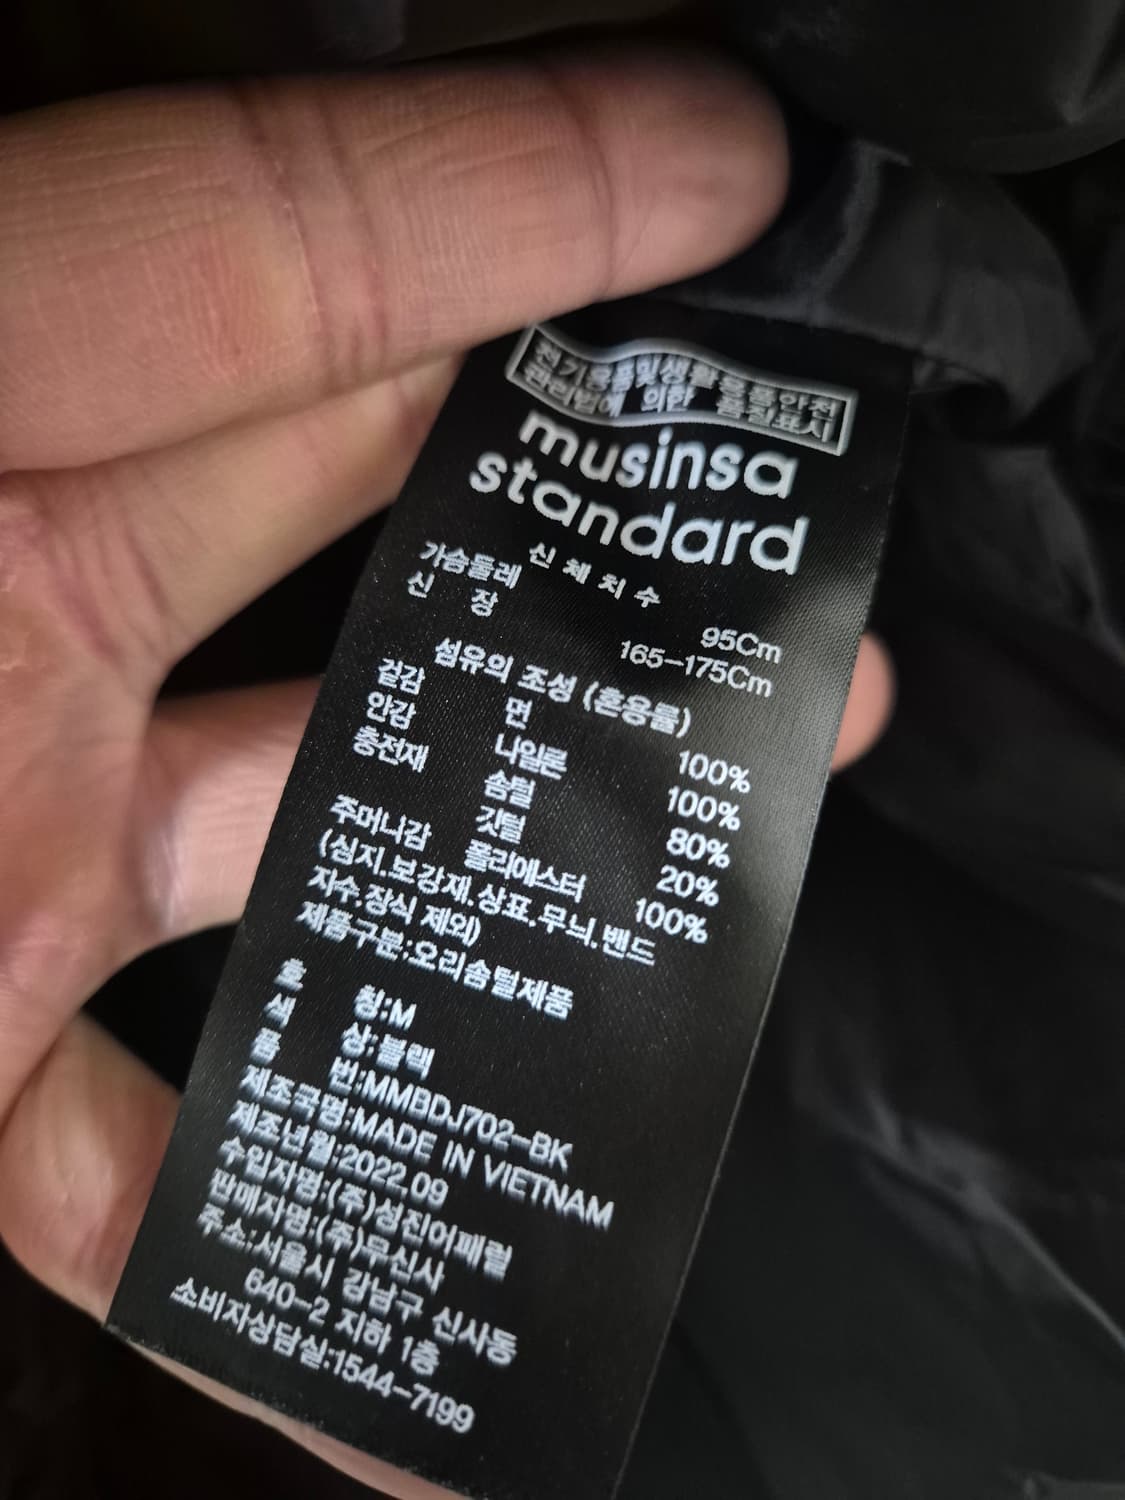 전기용품및생활용품안전
관리법에 의한 품질표시
musinsa
standard
신 체 치 수
가슴둘레 95Cm
신 장 165-175Cm
섬유의 조성 (혼용률)
겉감 면 100%
안감 나일론 100%
충전재 솜털 80%
깃털 20%
주머니감 폴리에스터 100%
(심지.보강재.상표.무늬.밴드
자수.장식 제외)
제품구분:오리솜털제품
호 칭:M
색 상:블랙
품 번:MMBDJ702-BK
제조국명:MADE IN VIETNAM
제조년월:2022.09
수입자명:(주)성진어패럴
판매자명:(주)무신사
주소:서울시 강남구 신사동
640-2 지하 1층
소비자상담실:1544-7199